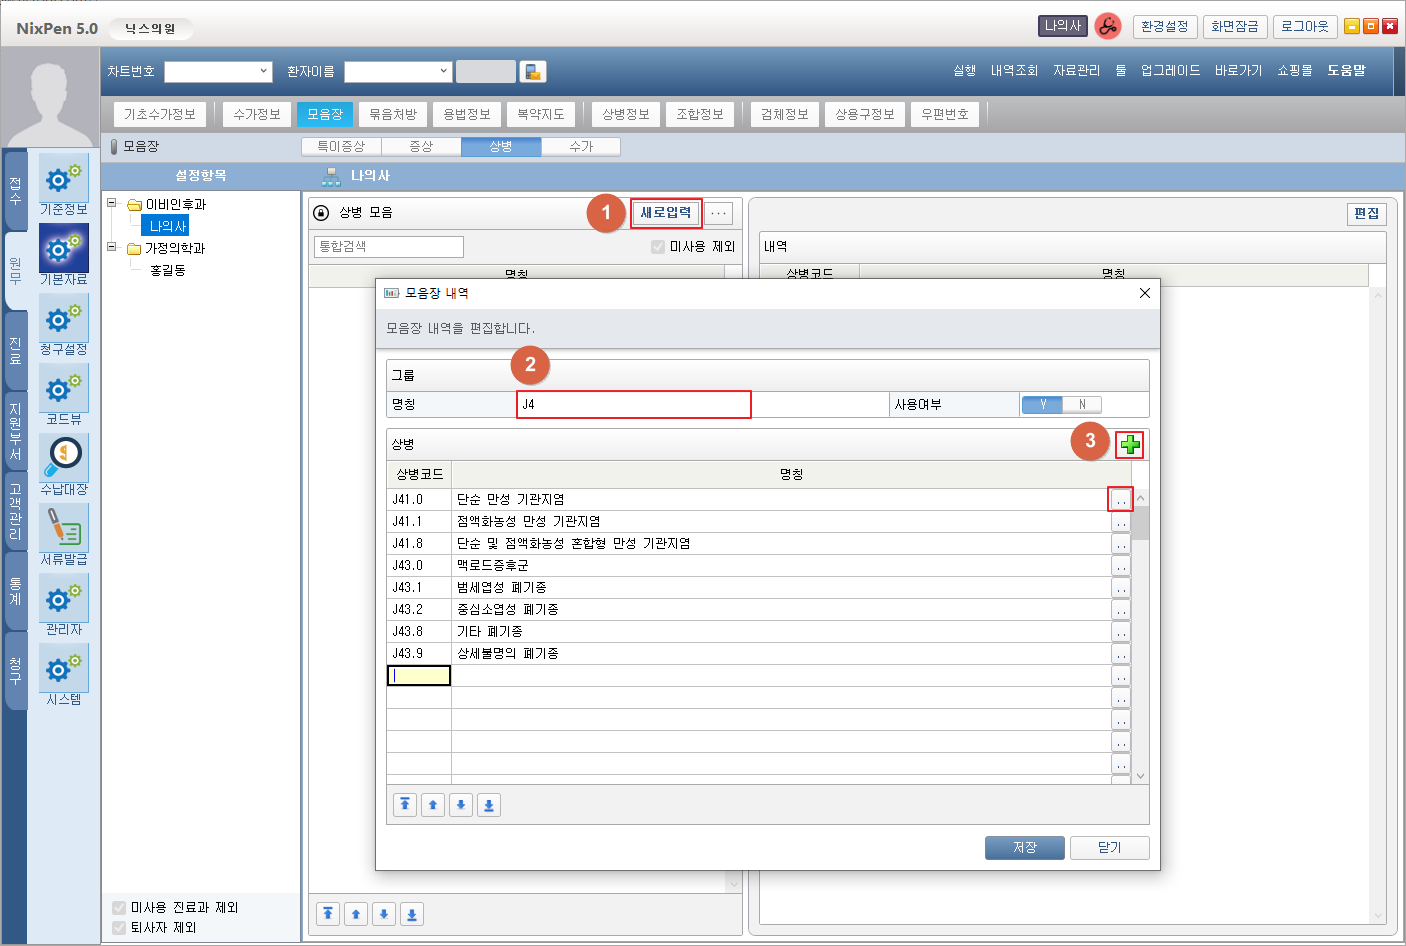 NixPen 5.0 닉스의원 나의사 환경설정 화면잠금 로그아웃
차트번호 환자이름 실행 내역조회 자료관리 툴 업그레이드 바로가기 쇼핑몰 도움말
기초수가정보 수가정보 모음장 묶음처방 용법정보 복약지도 상병정보 조합정보 검체정보 상용구정보 우편번호
모음장 특이증상 증상 상병 수가
설정항목 나의사
접수
원무
진료
지원부서
고객관리
통계
청구
기준정보
기본자료
청구설정
코드뷰
수납대장
서류발급
관리자
시스템
이비인후과
나의사
가정의학과
홍길동
미사용 진료과 제외
퇴사자 제외
상병 모음 1 새로입력 ...
통합검색 미사용 제외
명칭
편집
내역
상병코드 명칭
모음장 내역
모음장 내역을 편집합니다.
2
그룹
명칭 J4 사용여부 Y N
상병 3
상병코드 명칭
J41.0 단순 만성 기관지염 ..
J41.1 점액화농성 만성 기관지염 ..
J41.8 단순 및 점액화농성 혼합형 만성 기관지염 ..
J43.0 맥로드증후군 ..
J43.1 범세엽성 폐기종 ..
J43.2 중심소엽성 폐기종 ..
J43.8 기타 폐기종 ..
J43.9 상세불명의 폐기종 ..
..
..
..
..
..
저장 닫기